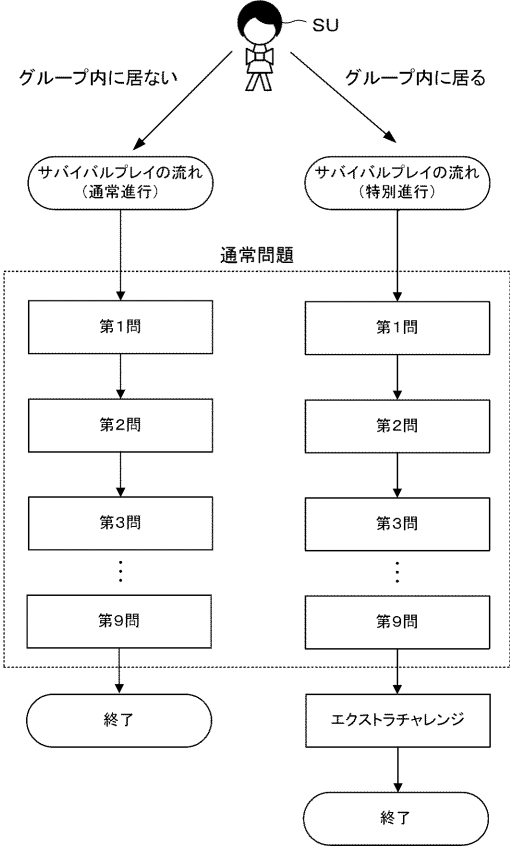 SU
グループ内に居ない
グループ内に居る
サバイバルプレイの流れ
（通常進行）
サバイバルプレイの流れ
（特別進行）
通常問題
第１問
第２問
第３問
⋮
第９問
終了
第１問
第２問
第３問
⋮
第９問
エクストラチャレンジ
終了